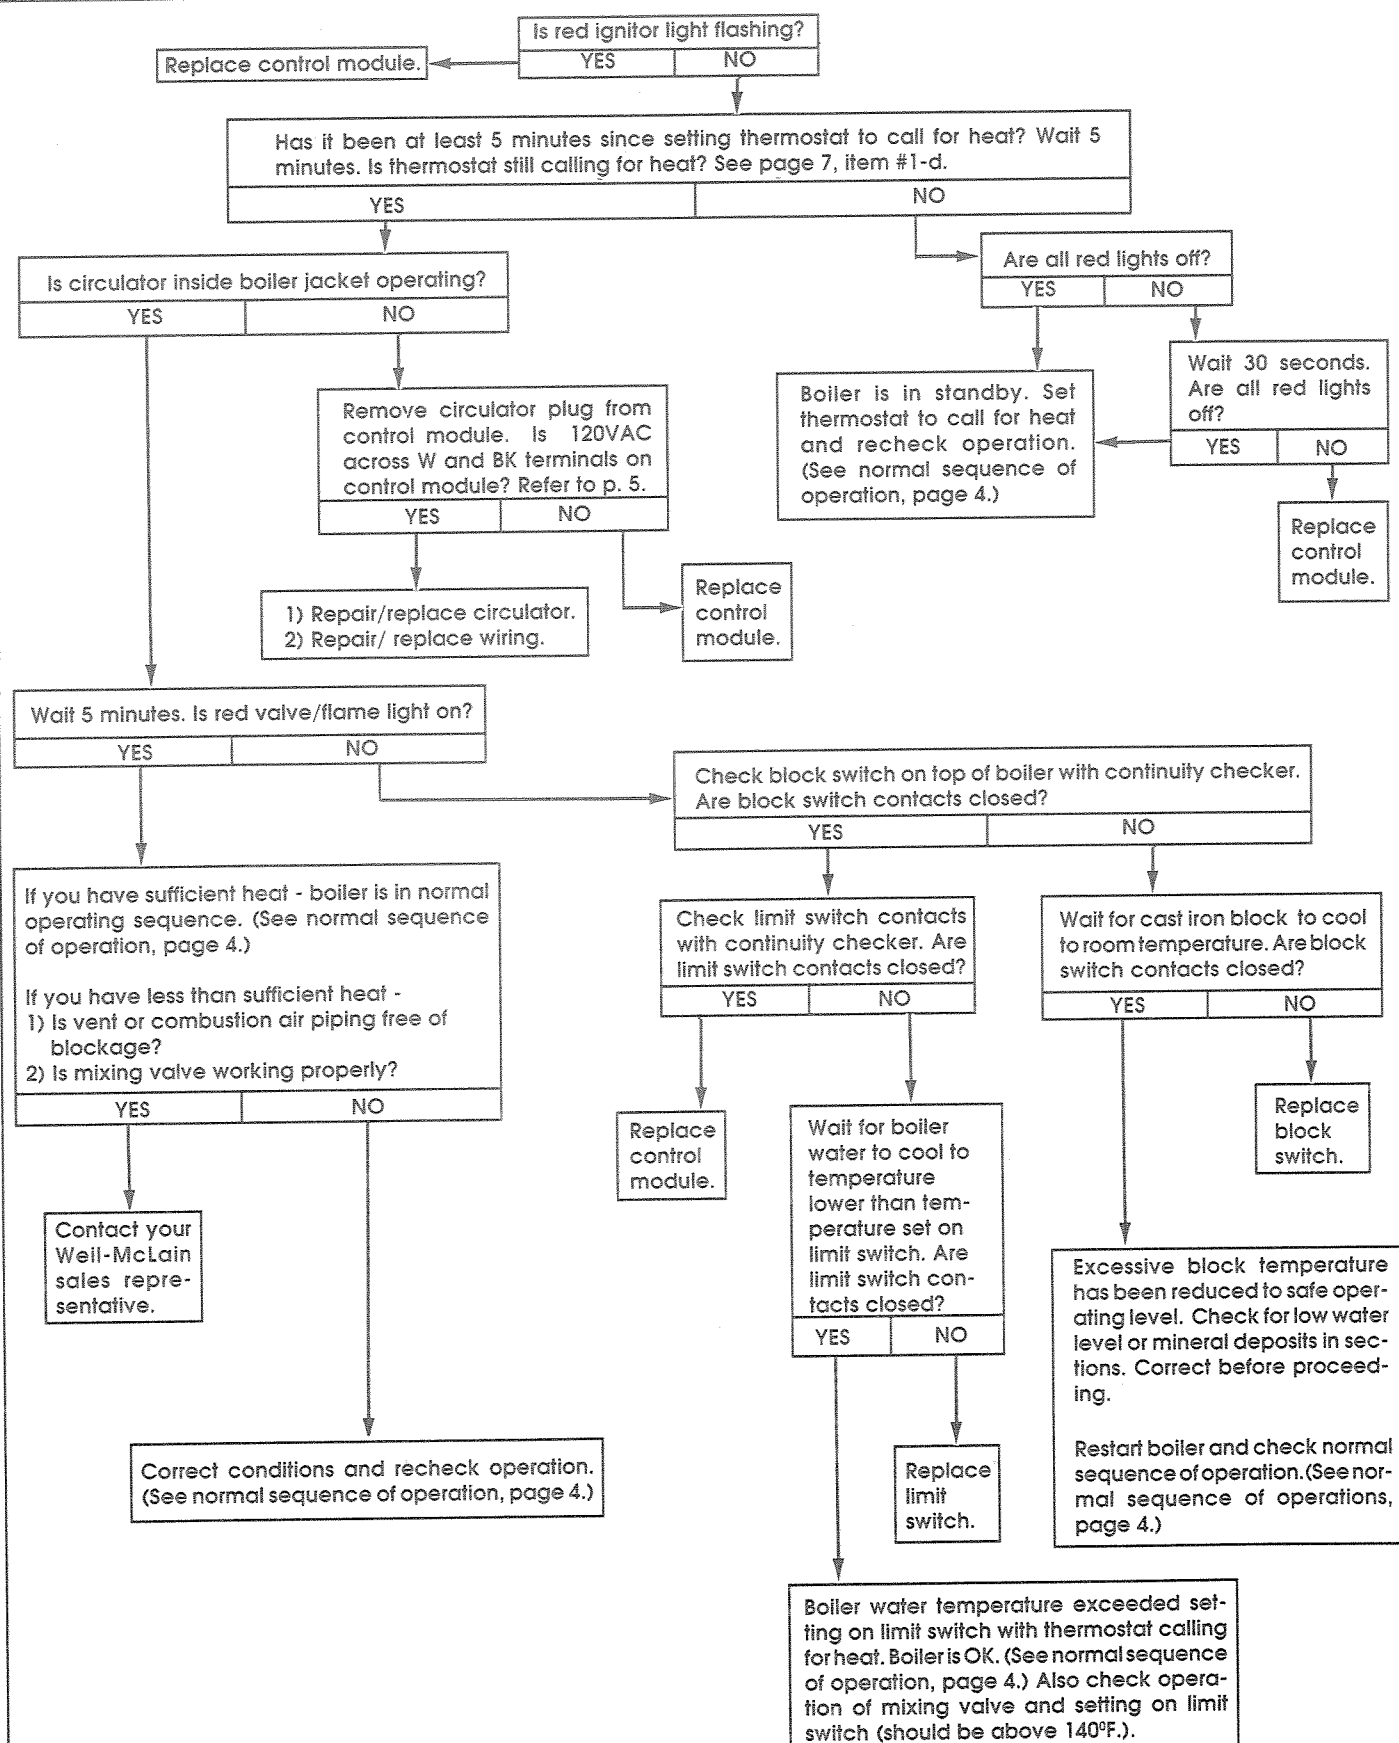 Is red ignitor light flashing?
YES
NO
Replace control module.
Has it been at least 5 minutes since setting thermostat to call for heat? Wait 5
minutes. Is thermostat still calling for heat? See page 7, item #1-d.
YES
NO
Is circulator inside boiler jacket operating?
YES
NO
Are all red lights off?
YES
NO
Wait 30 seconds.
Are all red lights
off?
YES
NO
Boiler is in standby. Set
thermostat to call for heat
and recheck operation.
(See normal sequence of
operation, page 4.)
Replace
control
module.
Remove circulator plug from
control module. Is 120VAC
across W and BK terminals on
control module? Refer to p. 5.
YES
NO
1) Repair/replace circulator.
2) Repair/ replace wiring.
Replace
control
module.
Wait 5 minutes. Is red valve/flame light on?
YES
NO
Check block switch on top of boiler with continuity checker.
Are block switch contacts closed?
YES
NO
If you have sufficient heat - boiler is in normal
operating sequence. (See normal sequence
of operation, page 4.)
If you have less than sufficient heat -
1) Is vent or combustion air piping free of
blockage?
2) Is mixing valve working properly?
YES
NO
Check limit switch contacts
with continuity checker. Are
limit switch contacts closed?
YES
NO
Wait for cast iron block to cool
to room temperature. Are block
switch contacts closed?
YES
NO
Replace
control
module.
Wait for boiler
water to cool to
temperature
lower than tem-
perature set on
limit switch. Are
limit switch con-
tacts closed?
YES
NO
Replace
block
switch.
Contact your
Weil-McLain
sales repre-
sentative.
Excessive block temperature
has been reduced to safe oper-
ating level. Check for low water
level or mineral deposits in sec-
tions. Correct before proceed-
ing.
Restart boiler and check normal
sequence of operation. (See nor-
mal sequence of operations,
page 4.)
Correct conditions and recheck operation.
(See normal sequence of operation, page 4.)
Replace
limit
switch.
Boiler water temperature exceeded set-
ting on limit switch with thermostat calling
for heat. Boiler is OK. (See normal sequence
of operation, page 4.) Also check opera-
tion of mixing valve and setting on limit
switch (should be above 140ºF.).